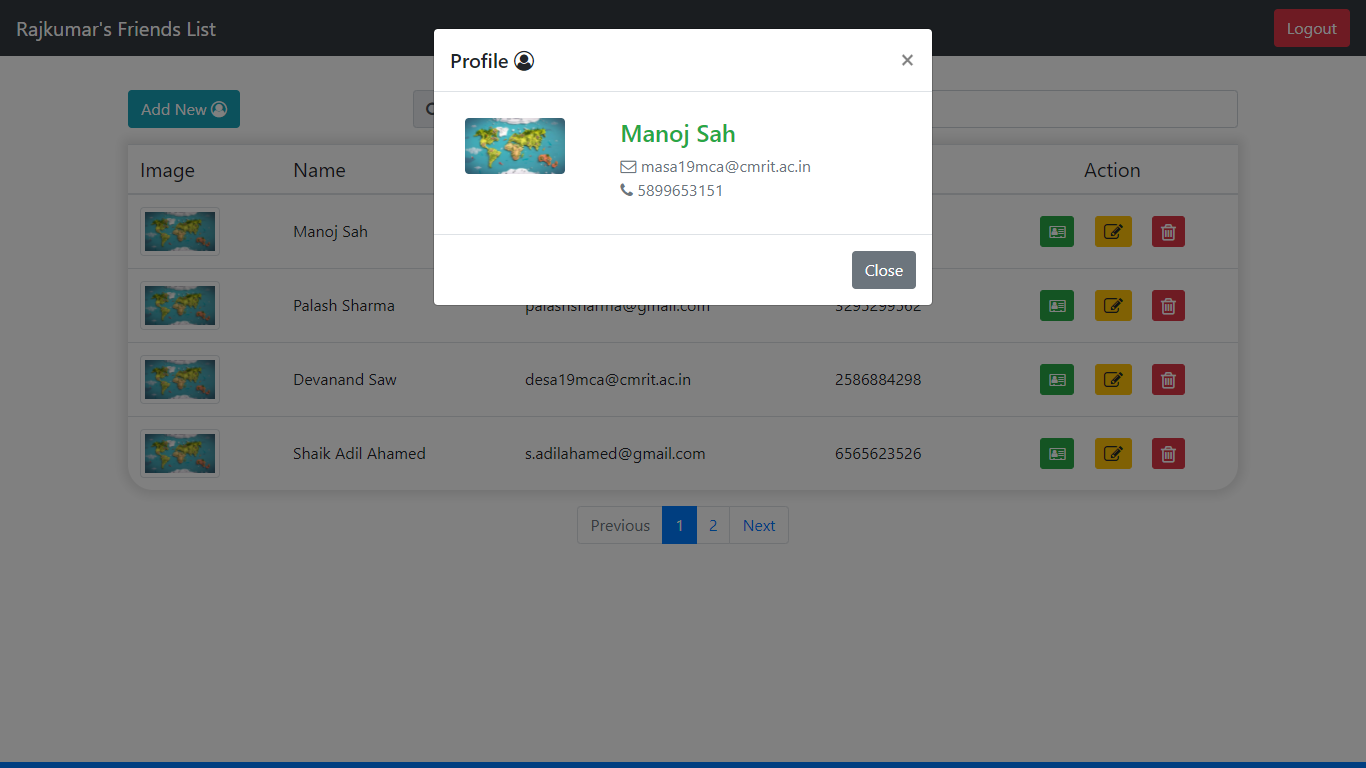 Rajkumar's Friends List
Logout
Profile
×
Manoj Sah
masa19mca@cmrit.ac.in
5899653151
Close
Add New
Image Name Action
Manoj Sah
Palash Sharma palashsharma@gmail.com
Devanand Saw desa19mca@cmrit.ac.in 2586884298
Shaik Adil Ahamed s.adilahamed@gmail.com 6565623526
Previous 1 2 Next